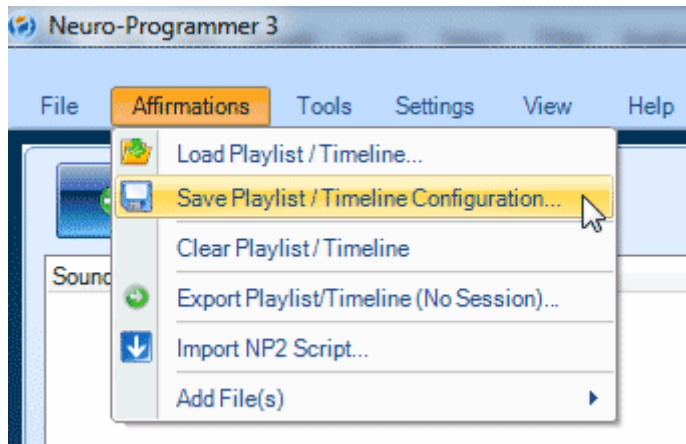 Neuro-Programmer 3
File Affirmations Tools Settings View Help
Load Playlist / Timeline...
Save Playlist / Timeline Configuration...
Clear Playlist / Timeline
Sound
Export Playlist/Timeline (No Session)...
Import NP2 Script...
Add File(s)